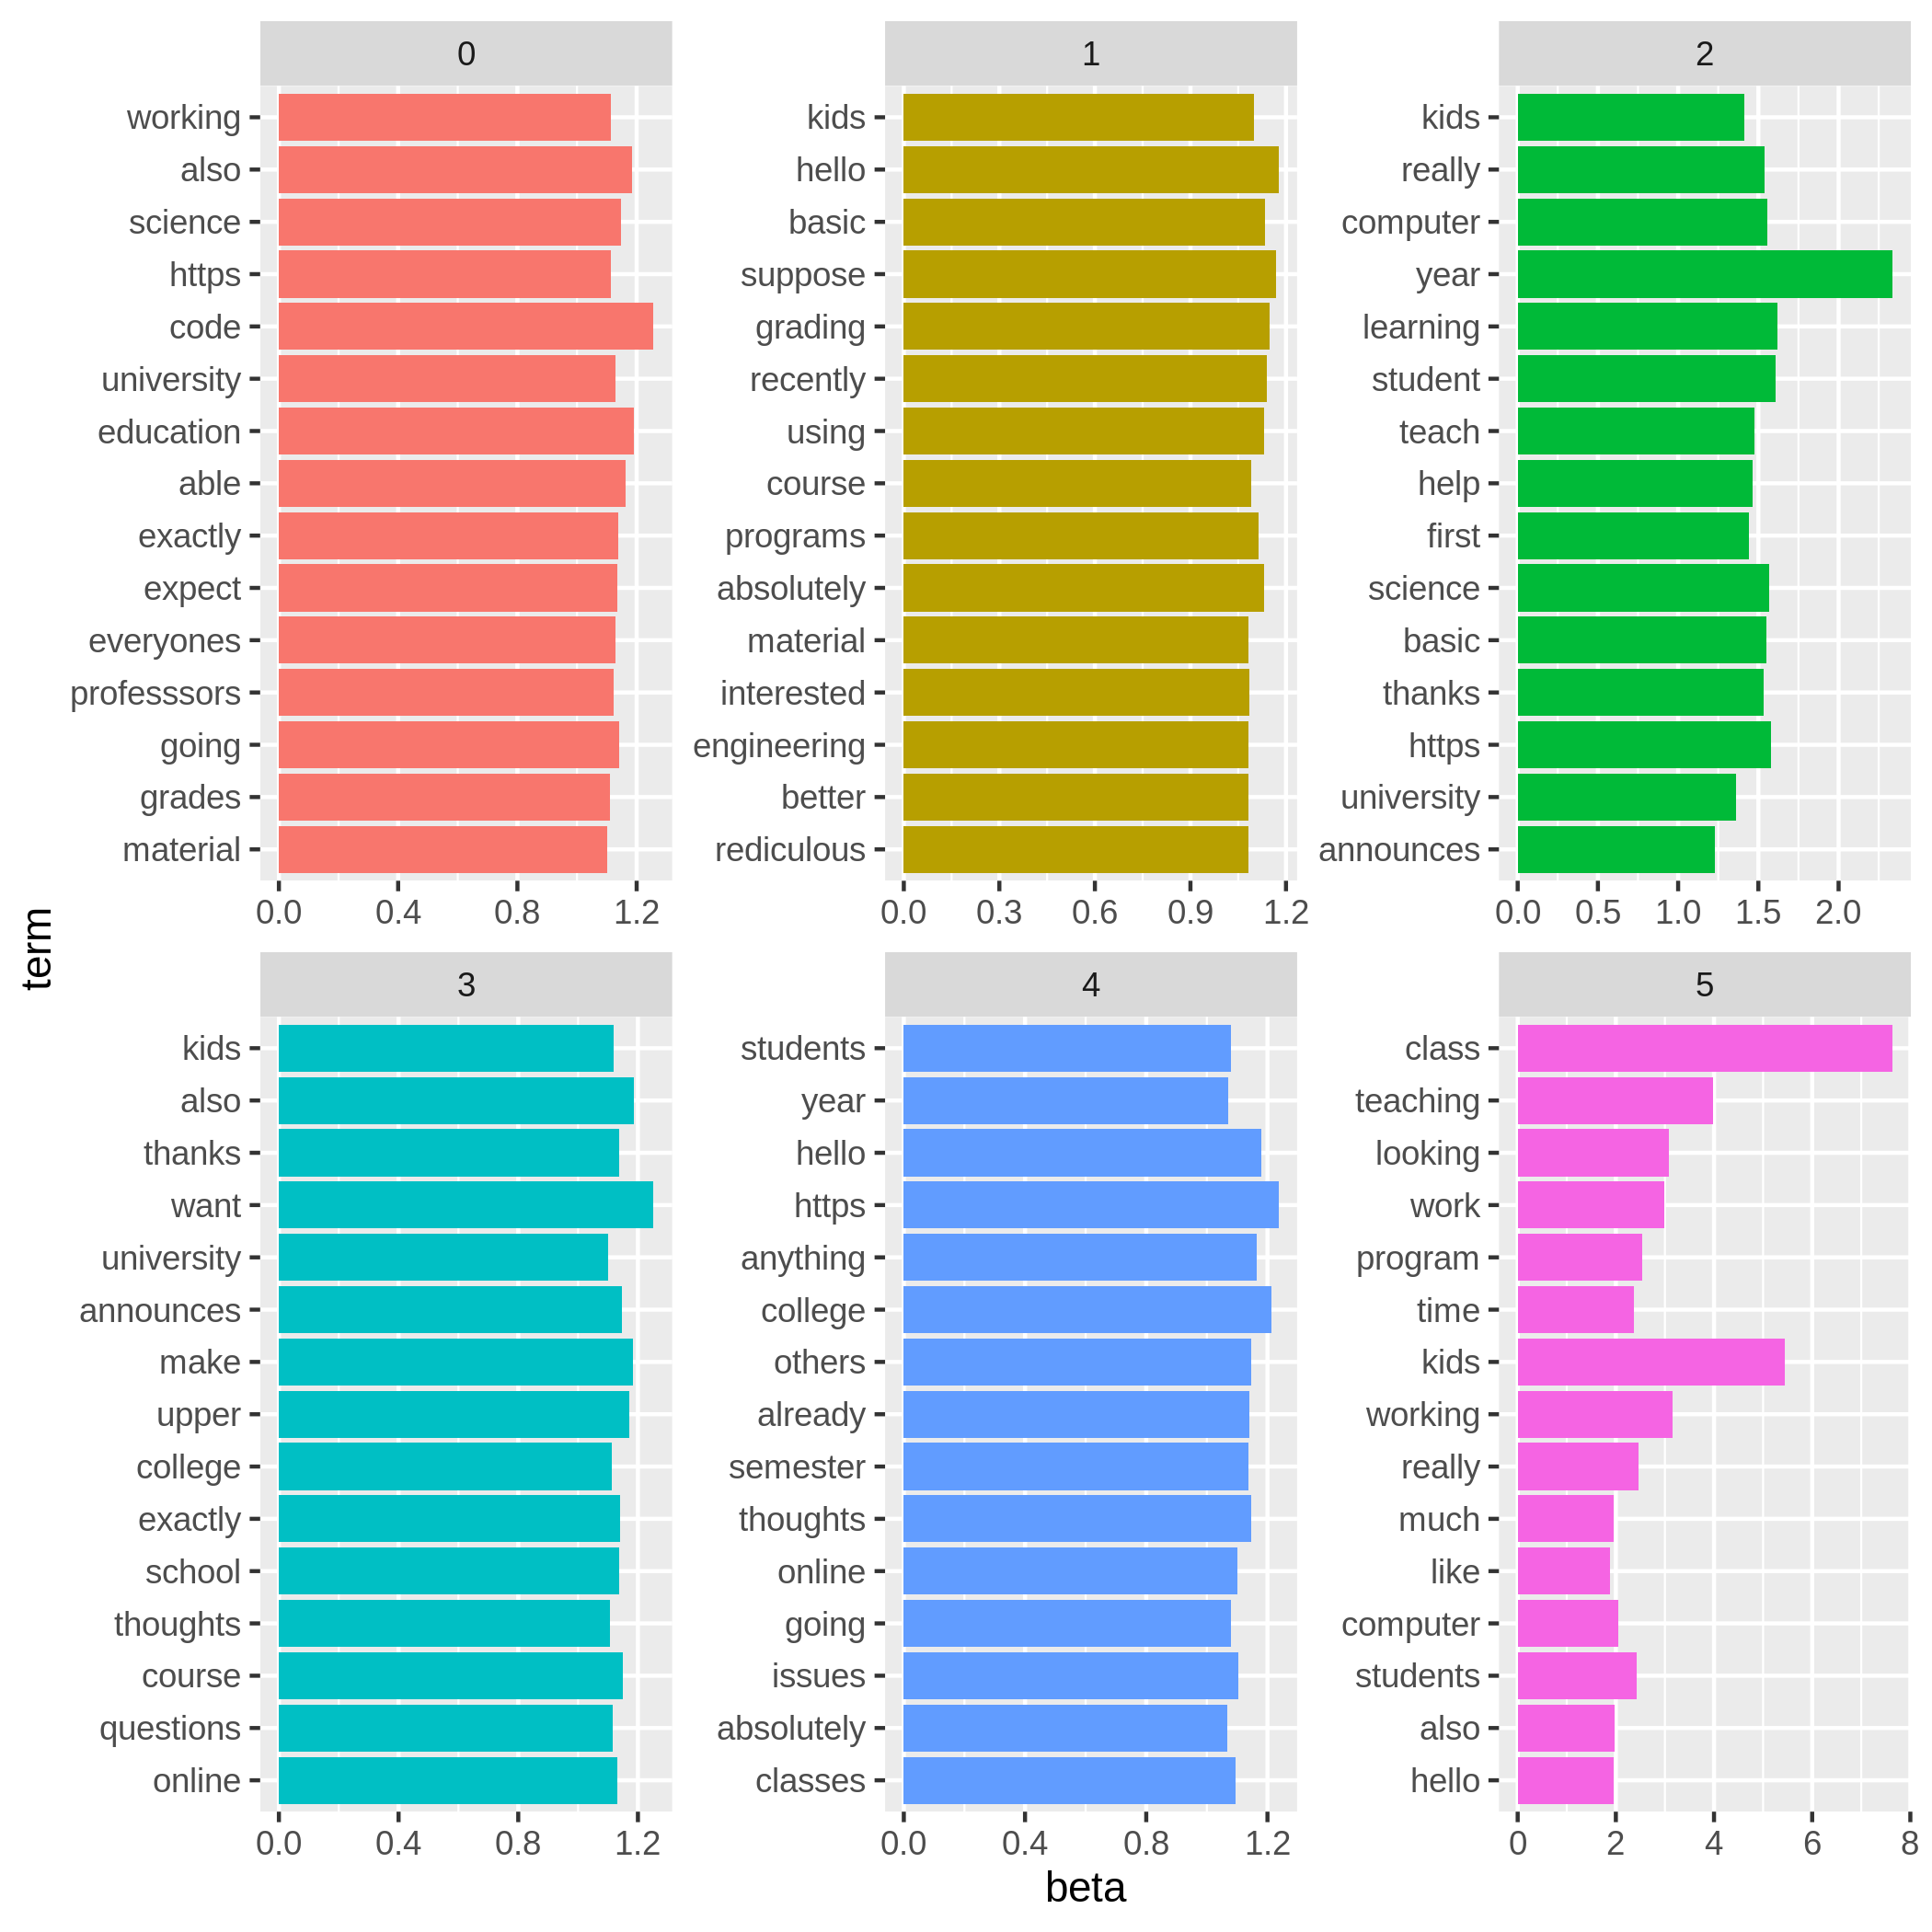 0
working
also
science
https
code
university
education
able
exactly
expect
everyones
professsors
going
grades
material
0.0 0.4 0.8 1.2
1
kids
hello
basic
suppose
grading
recently
using
course
programs
absolutely
material
interested
engineering
better
rediculous
0.0 0.3 0.6 0.9 1.2
2
kids
really
computer
year
learning
student
teach
help
first
science
basic
thanks
https
university
announces
0.0 0.5 1.0 1.5 2.0
term
3
kids
also
thanks
want
university
announces
make
upper
college
exactly
school
thoughts
course
questions
online
0.0 0.4 0.8 1.2
4
students
year
hello
https
anything
college
others
already
semester
thoughts
online
going
issues
absolutely
classes
0.0 0.4 0.8 1.2
5
class
teaching
looking
work
program
time
kids
working
really
much
like
computer
students
also
hello
0 2 4 6 8
beta